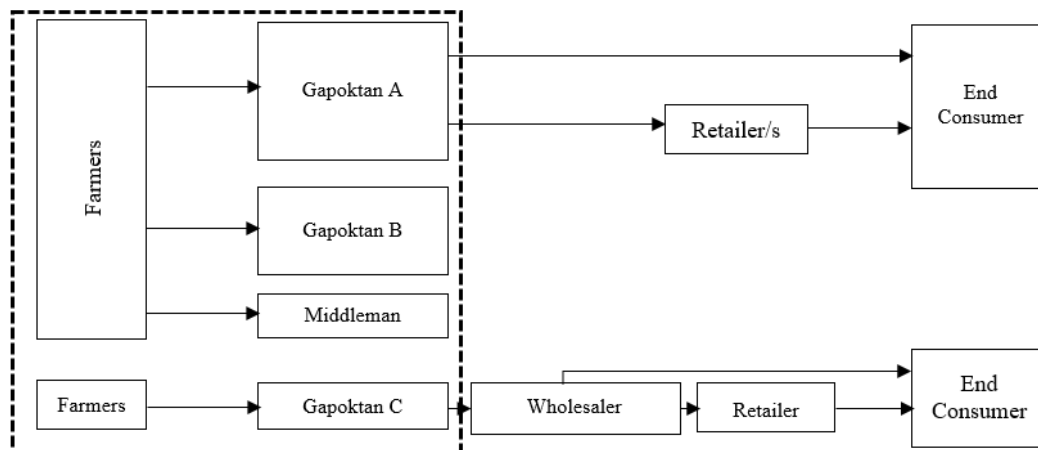 Farmers
Gapoktan A
Retailer/s
End
Consumer
Gapoktan B
Middleman
Farmers
Gapoktan C
Wholesaler
Retailer
End
Consumer